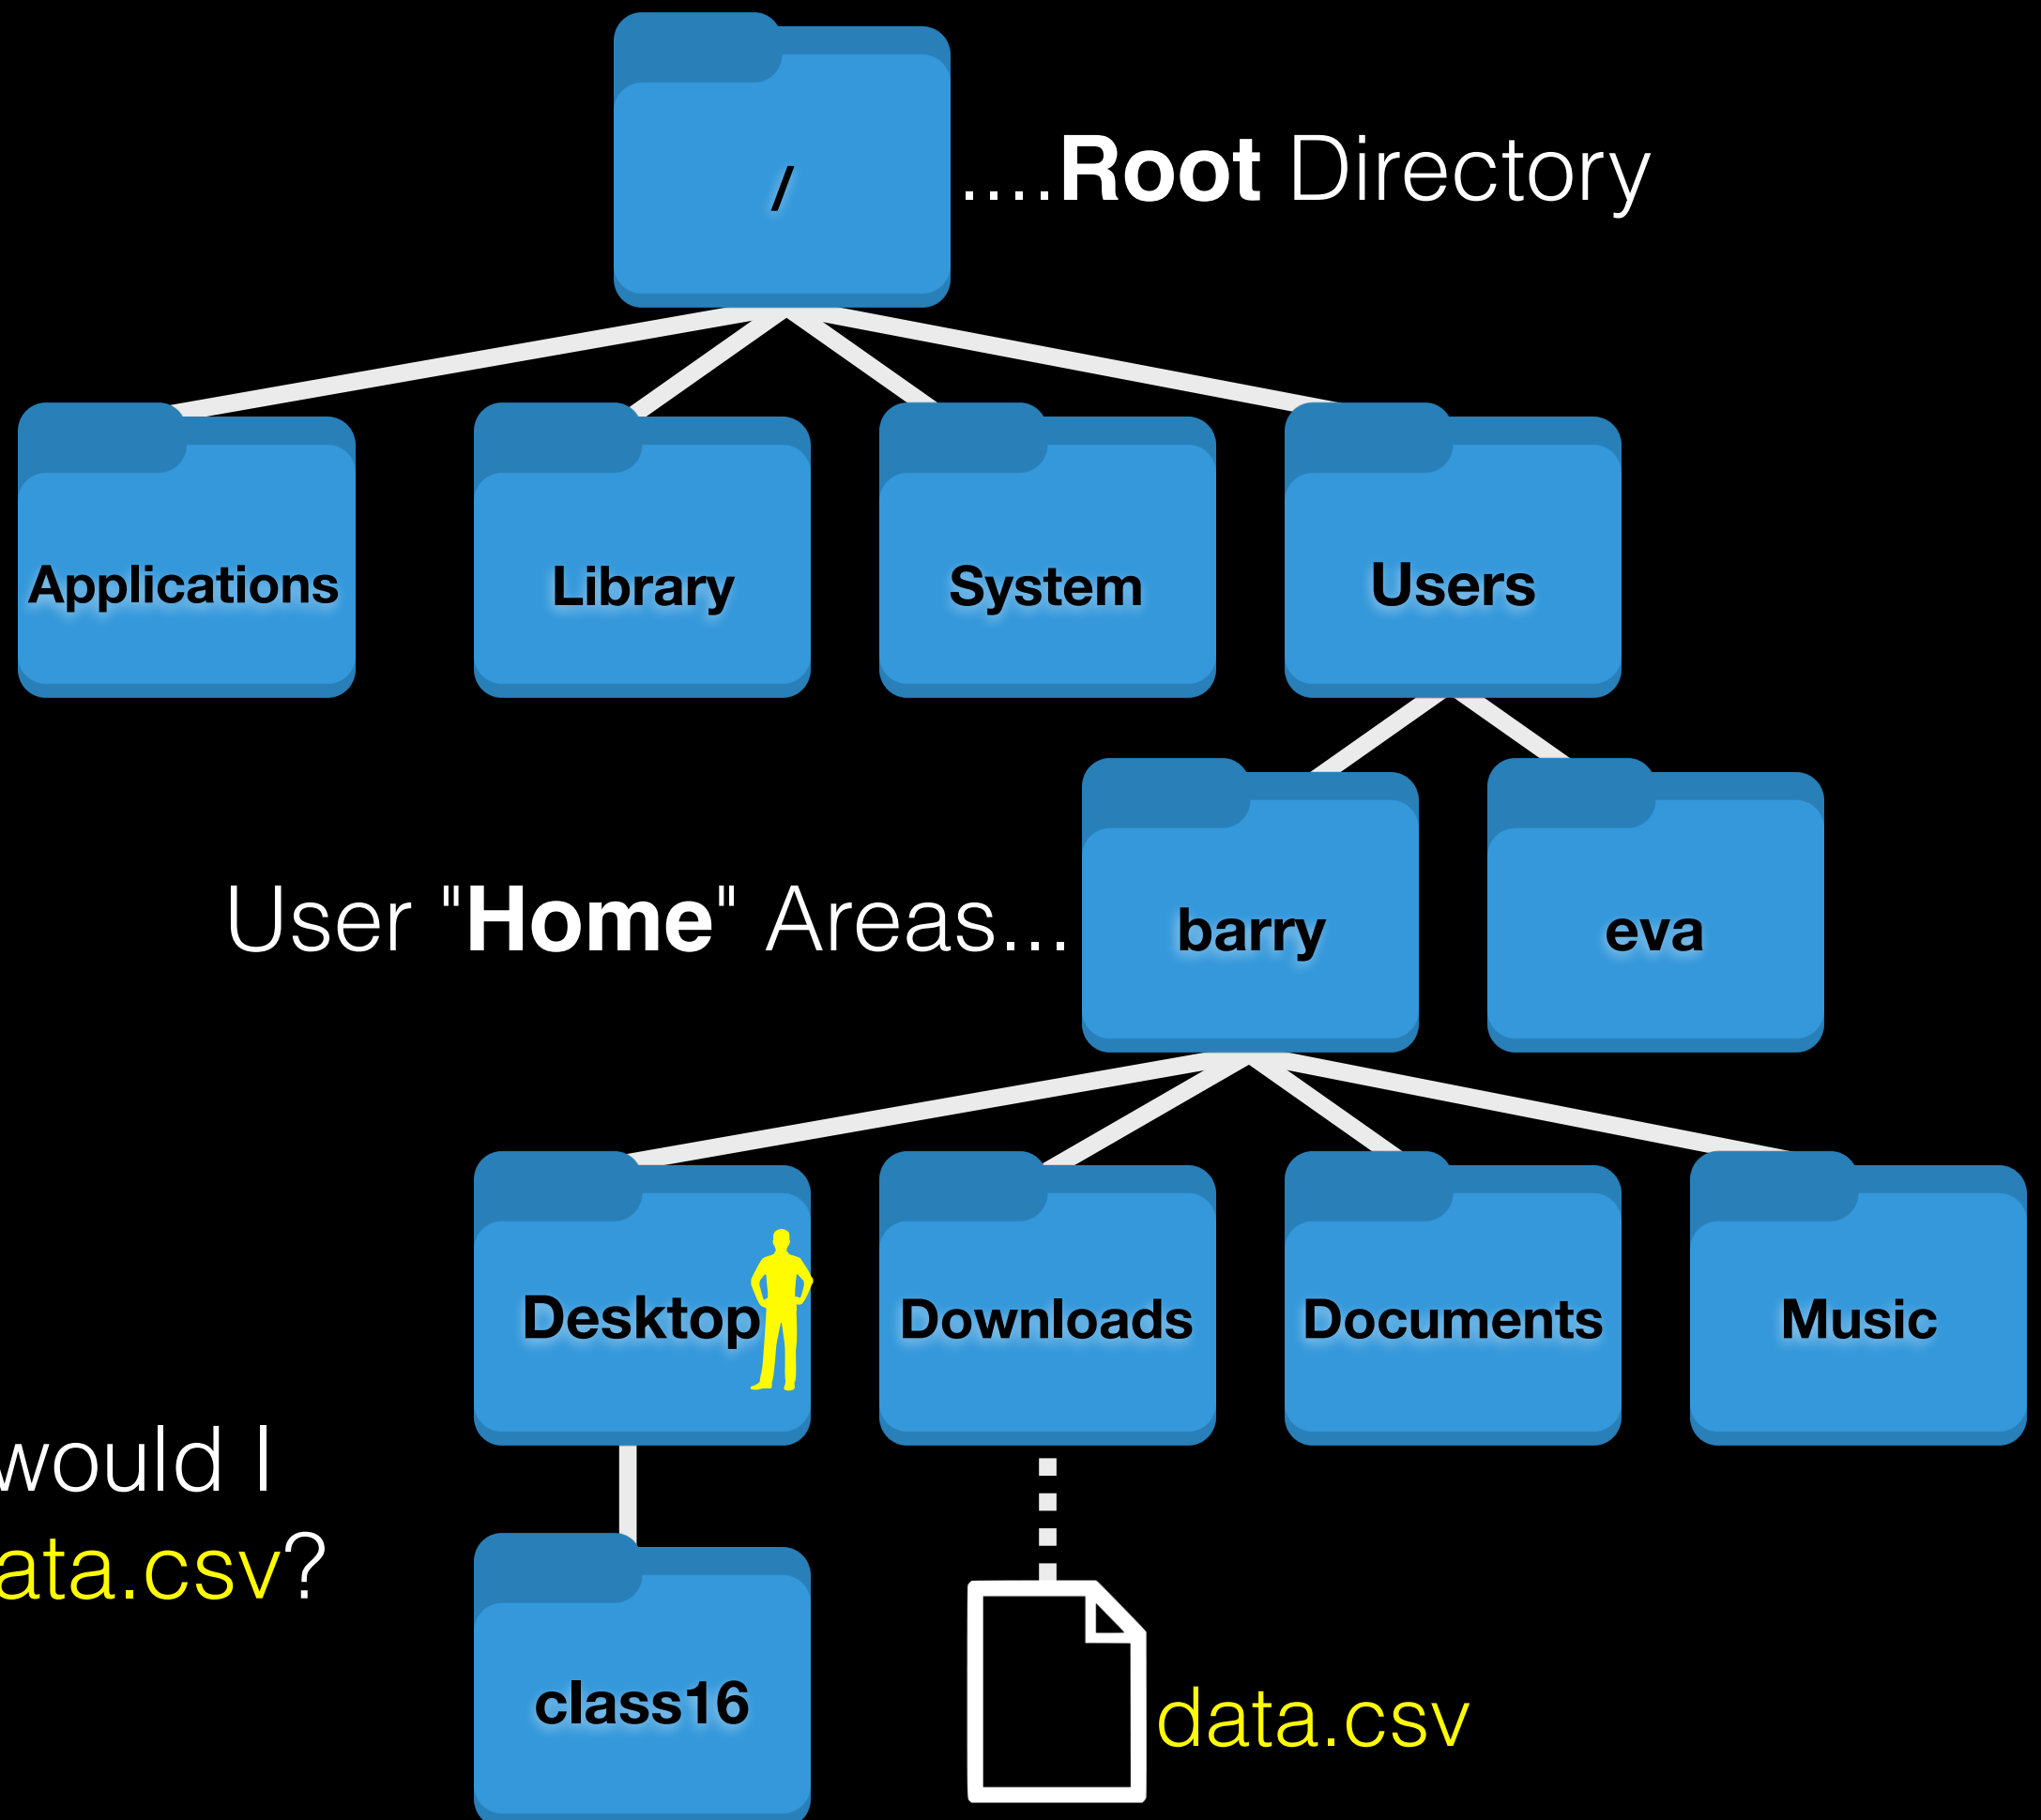 /
....Root Directory
Applications
Library
System
Users
User "Home" Areas...
barry
eva
Desktop
Downloads
Documents
Music
would I
ata.csv?
class16
data.csv